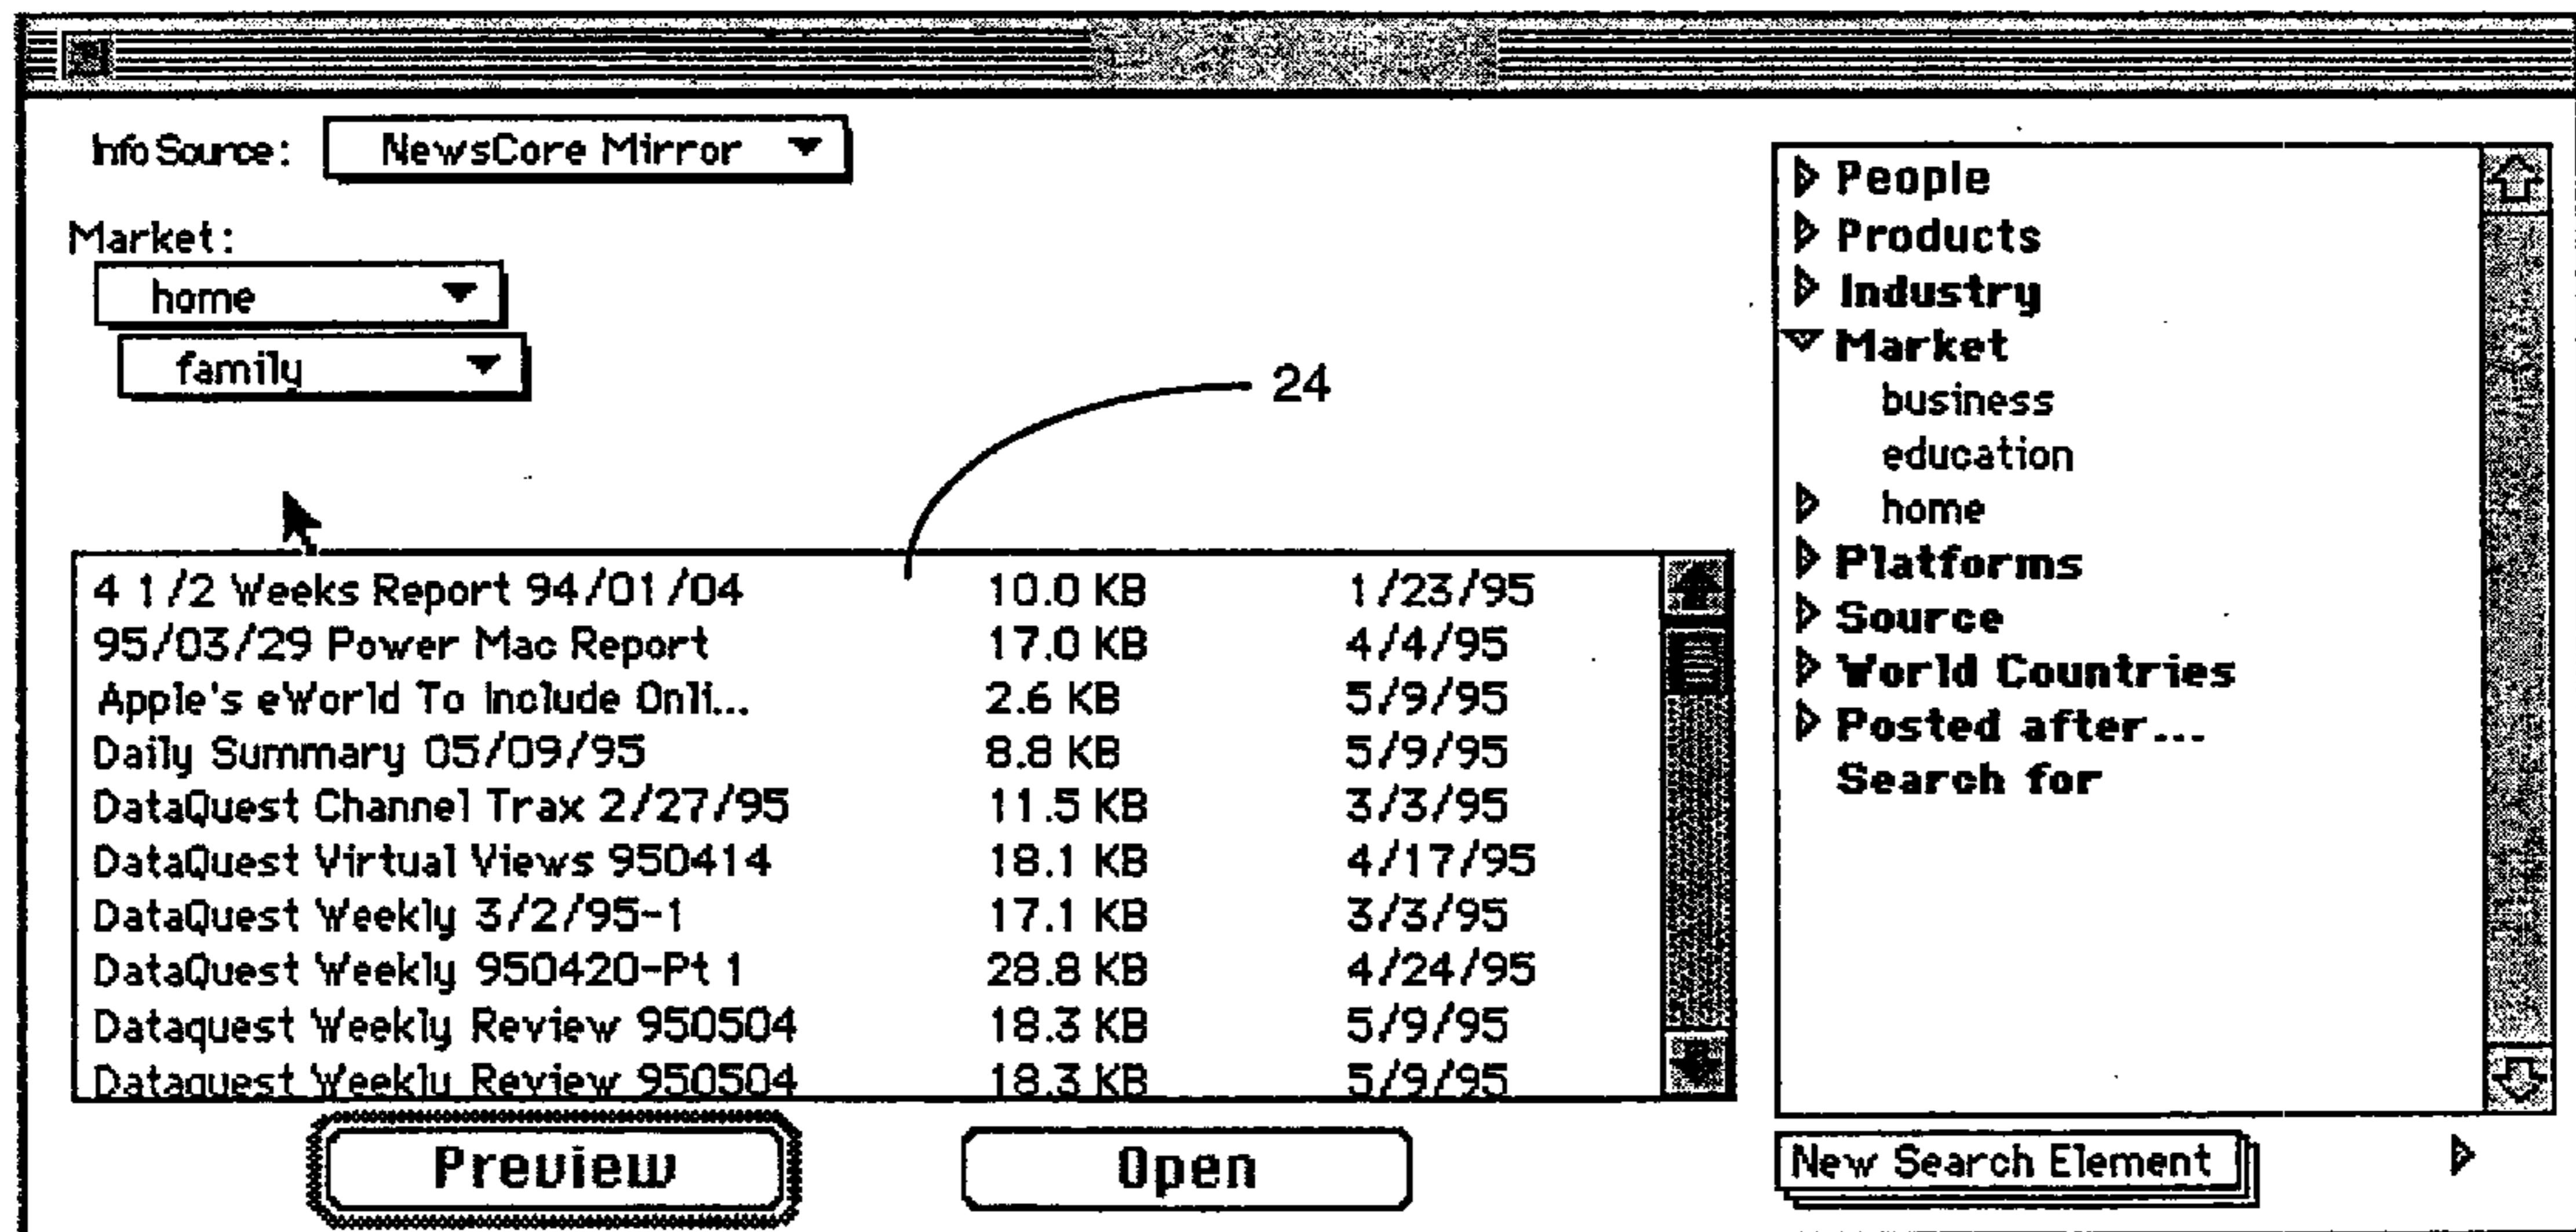 Info Source: NewsCore Mirror
Market:
home
family
24
4 1/2 Weeks Report 94/01/04 10.0 KB 1/23/95
95/03/29 Power Mac Report 17.0 KB 4/4/95
Apple's eWorld To Include Onli... 2.6 KB 5/9/95
Daily Summary 05/09/95 8.8 KB 5/9/95
DataQuest Channel Trax 2/27/95 11.5 KB 3/3/95
DataQuest Virtual Views 950414 18.1 KB 4/17/95
DataQuest Weekly 3/2/95-1 17.1 KB 3/3/95
DataQuest Weekly 950420-Pt 1 28.8 KB 4/24/95
Dataquest Weekly Review 950504 18.3 KB 5/9/95
Dataquest Weekly Review 950504 18.3 KB 5/9/95
Preview Open
People
Products
Industry
Market
business
education
home
Platforms
Source
World Countries
Posted after...
Search for
New Search Element